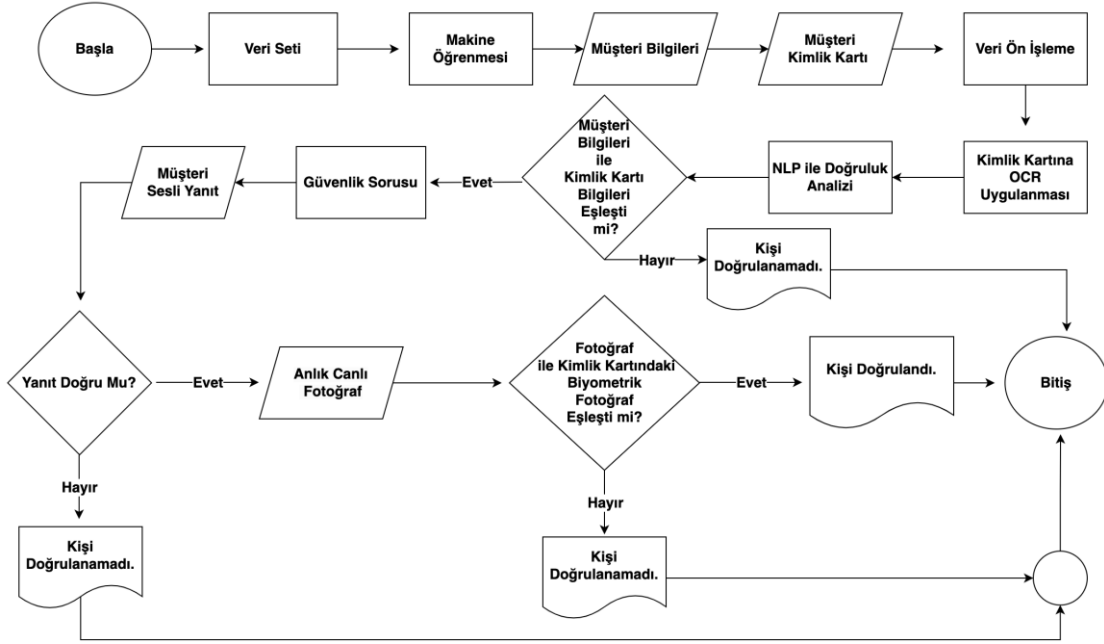 Başla
Veri Seti
Makine
Öğrenmesi
Müşteri Bilgileri
Müşteri
Kimlik Kartı
Veri Ön İşleme
Kimlik Kartına
OCR
Uygulanması
NLP ile Doğruluk
Analizi
Müşteri
Bilgileri
ile
Kimlik Kartı
Bilgileri
Eşleşti
mi?
Evet
Güvenlik Sorusu
Müşteri
Sesli Yanıt
Hayır
Kişi
Doğrulanamadı.
Yanıt Doğru Mu?
Evet
Anlık Canlı
Fotoğraf
Fotoğraf
ile Kimlik Kartındaki
Biyometrik
Fotoğraf
Eşleşti mi?
Evet
Kişi Doğrulandı.
Bitiş
Hayır
Kişi
Doğrulanamadı.
Hayır
Kişi
Doğrulanamadı.